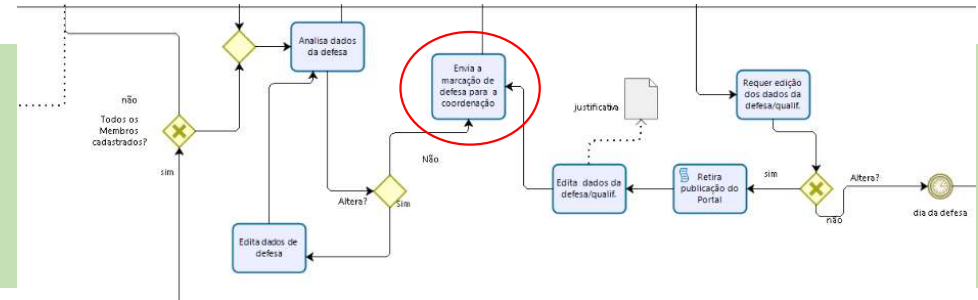 Analisa dados
da defesa
Envia a
marcação de
defesa para a
coordenação
Requer edição
dos dados da
defesa/qualif.
não
Todos os
Membros
cadastrados?
sim
justificativa
Não
Altera?
Sim
Edita dados da
defesa/qualif.
Retira
publicação do
Portal
sim
Altera?
não
dia da defesa
Edita dados de
defesa